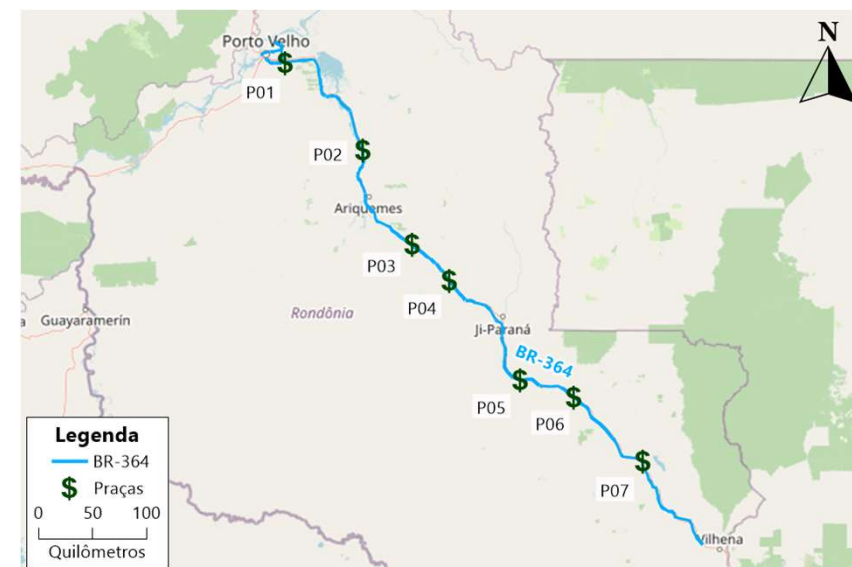 N
Porto Velho
P01
P02
Ariquemes
P03
P04
Rondônia
a
Guayaramerín
Ji-Paraná
BR-364
P05
P06
P07
Vilhena
Legenda
BR-364
$ Praças
0 50 100
Quilômetros